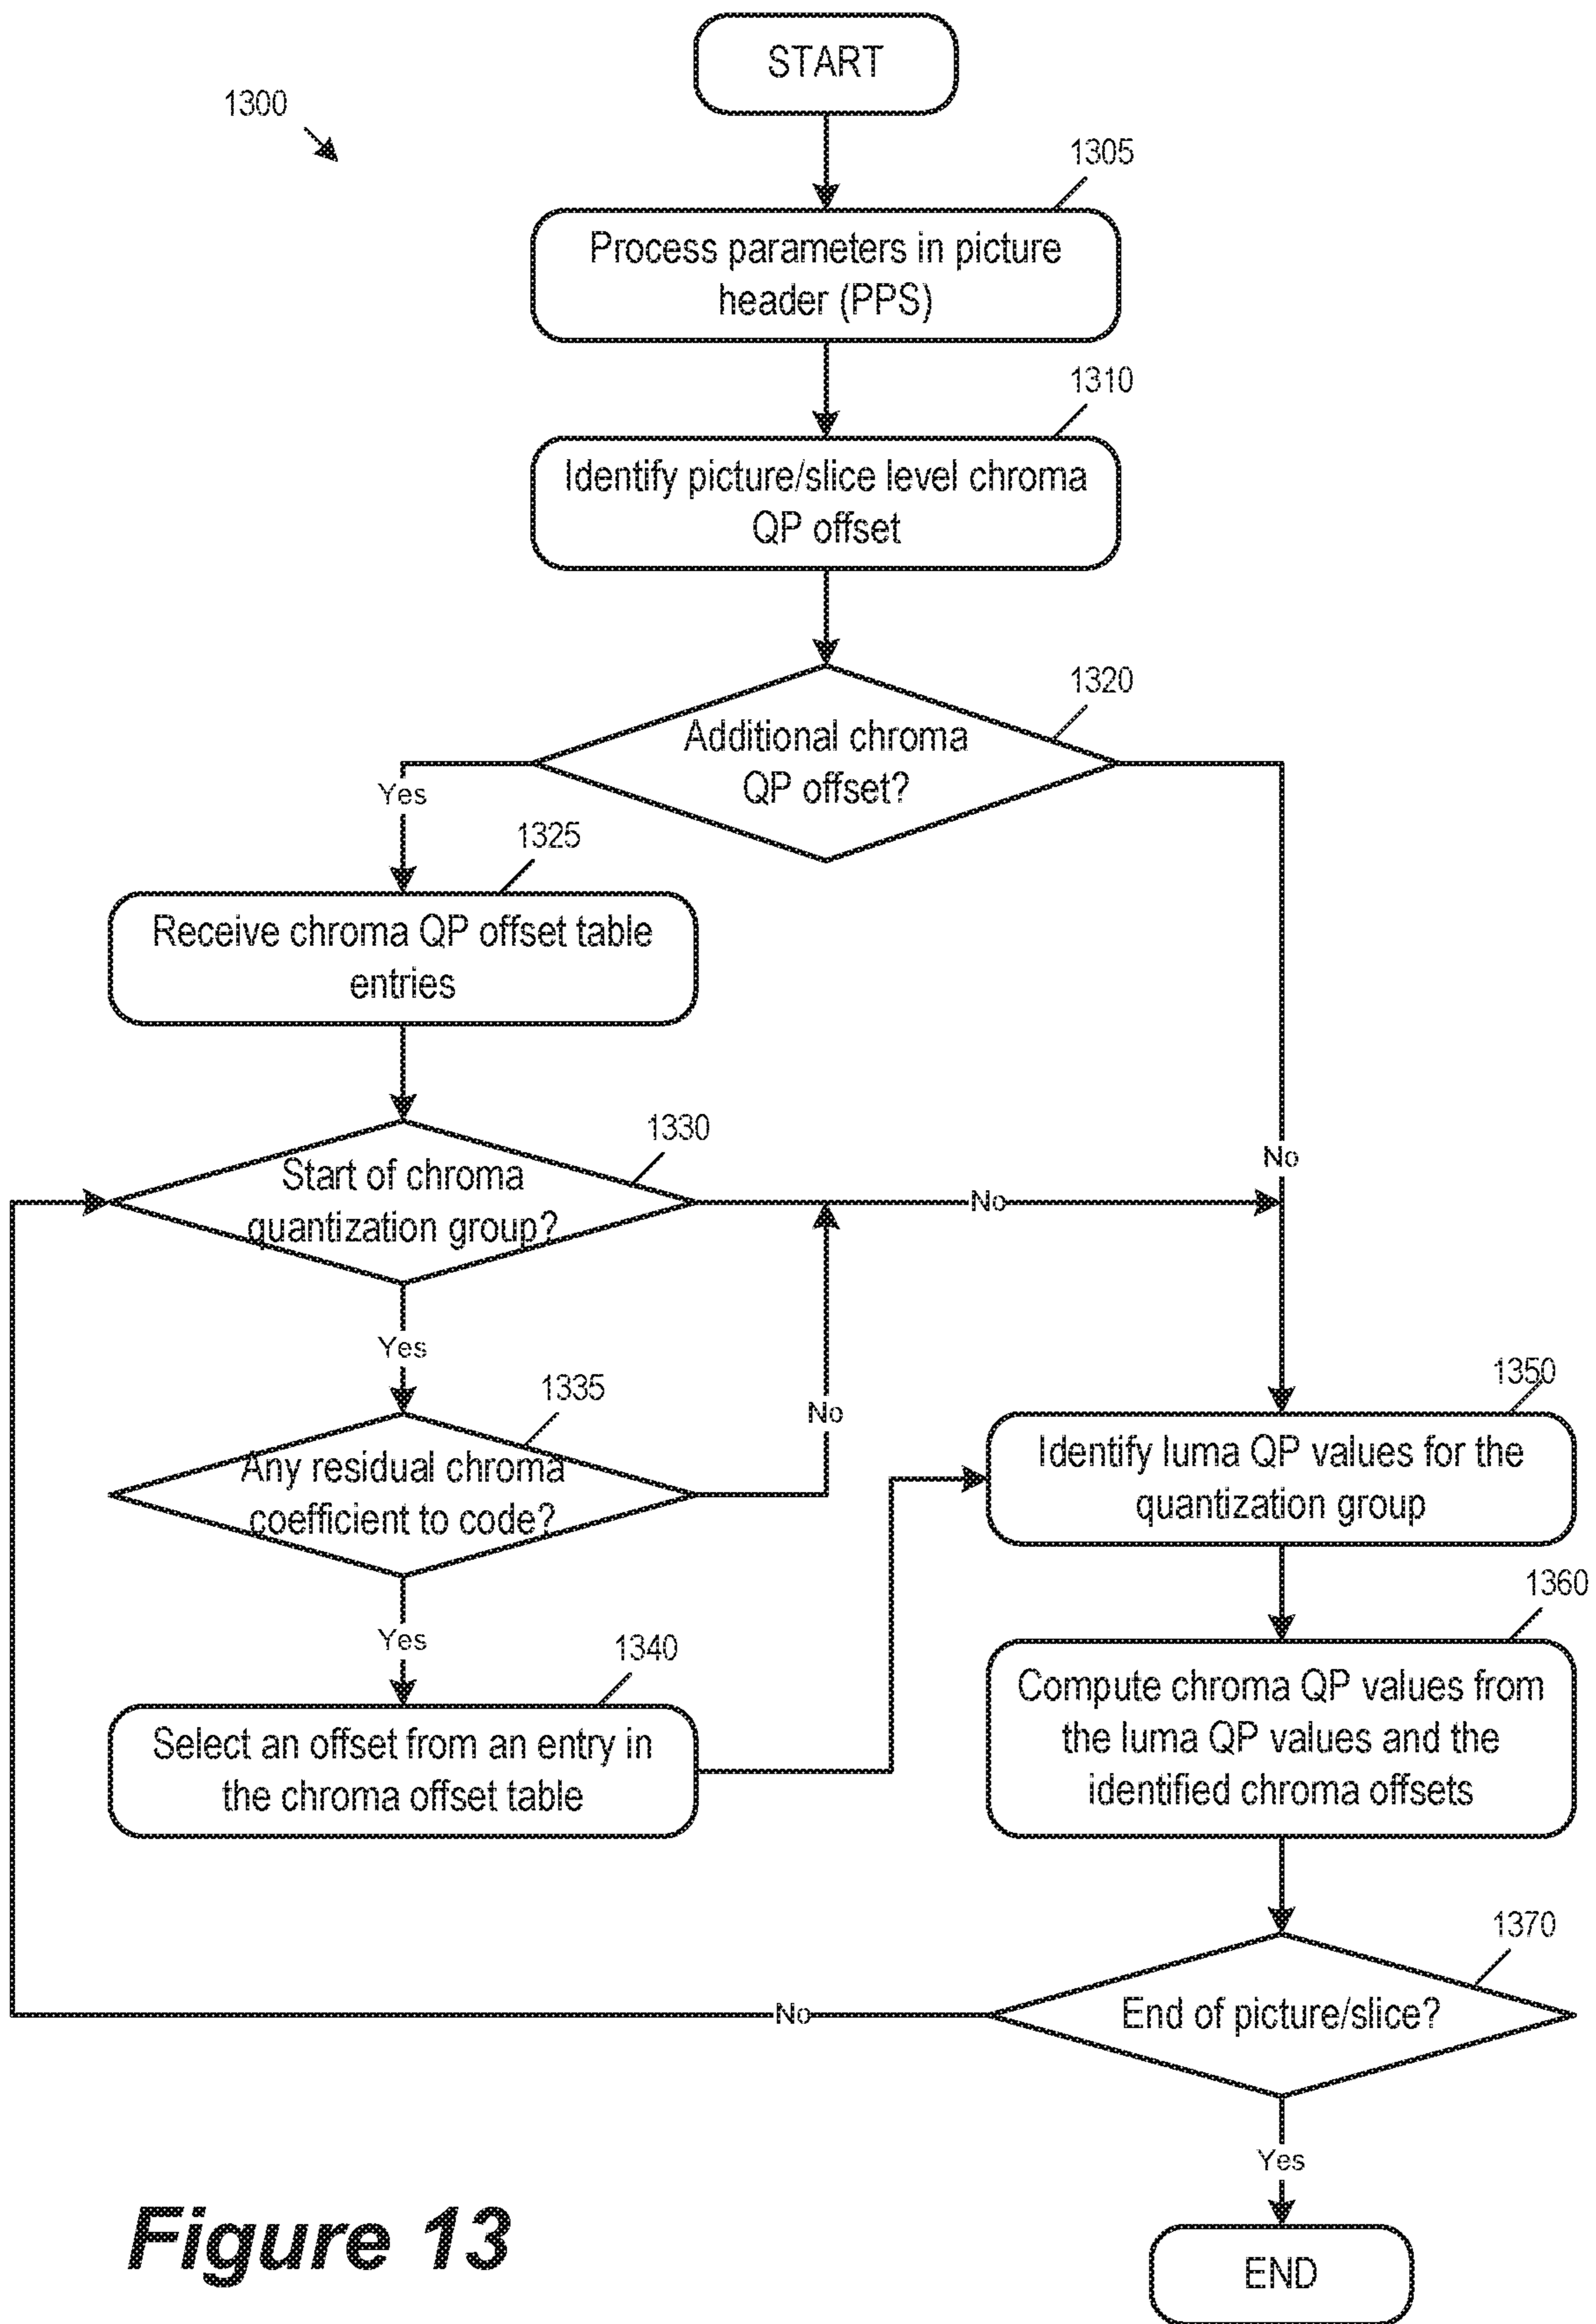 START
1300
1305
Process parameters in picture
header (PPS)
1310
Identify picture/slice level chroma
QP offset
1320
Additional chroma
QP offset?
Yes
1325
Receive chroma QP offset table
entries
1330
Start of chroma
quantization group?
No
No
Yes
1335
Any residual chroma
coefficient to code?
No
1350
Identify luma QP values for the
quantization group
Yes
1340
Select an offset from an entry in
the chroma offset table
1360
Compute chroma QP values from
the luma QP values and the
identified chroma offsets
1370
End of picture/slice?
No
Yes
END
Figure 13